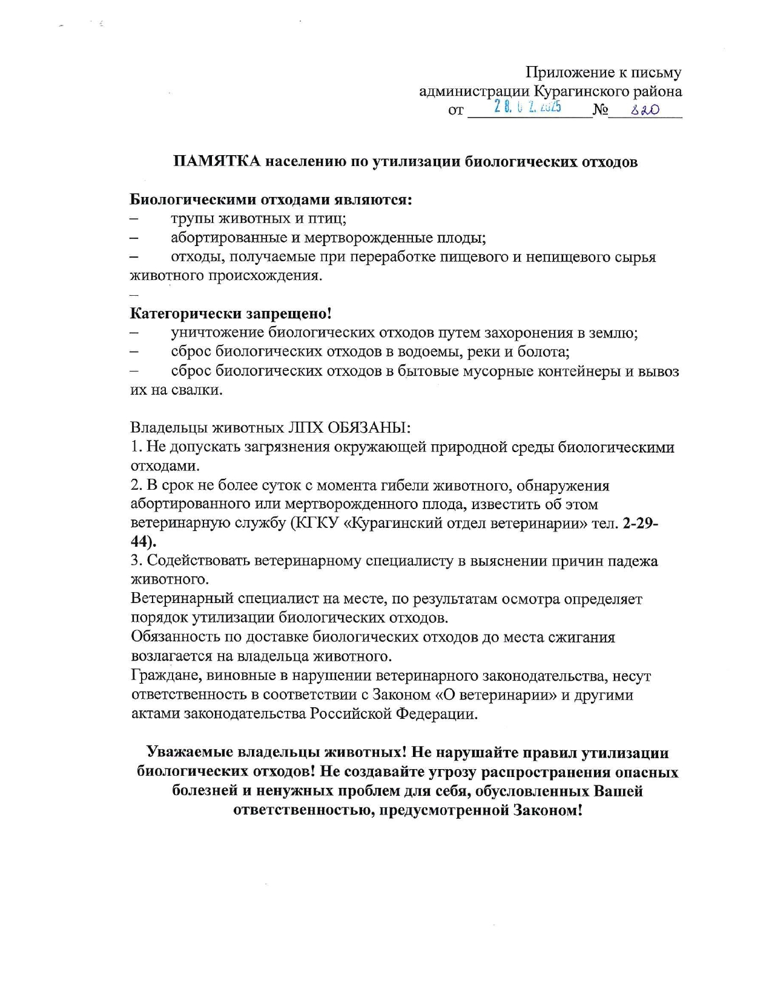 Приложение к письму
администрации Курагинского района
от 28.02.2025 № 820
ПАМЯТКА населению по утилизации биологических отходов
Биологическими отходами являются:
– трупы животных и птиц;
– абортированные и мертворожденные плоды;
– отходы, получаемые при переработке пищевого и непищевого сырья
животного происхождения.
–
Категорически запрещено!
– уничтожение биологических отходов путем захоронения в землю;
– сброс биологических отходов в водоемы, реки и болота;
– сброс биологических отходов в бытовые мусорные контейнеры и вывоз
их на свалки.
Владельцы животных ЛПХ ОБЯЗАНЫ:
1. Не допускать загрязнения окружающей природной среды биологическими
отходами.
2. В срок не более суток с момента гибели животного, обнаружения
абортированного или мертворожденного плода, известить об этом
ветеринарную службу (КГКУ «Курагинский отдел ветеринарии» тел. 2-29-
44).
3. Содействовать ветеринарному специалисту в выяснении причин падежа
животного.
Ветеринарный специалист на месте, по результатам осмотра определяет
порядок утилизации биологических отходов.
Обязанность по доставке биологических отходов до места сжигания
возлагается на владельца животного.
Граждане, виновные в нарушении ветеринарного законодательства, несут
ответственность в соответствии с Законом «О ветеринарии» и другими
актами законодательства Российской Федерации.
Уважаемые владельцы животных! Не нарушайте правил утилизации
биологических отходов! Не создавайте угрозу распространения опасных
болезней и ненужных проблем для себя, обусловленных Вашей
ответственностью, предусмотренной Законом!